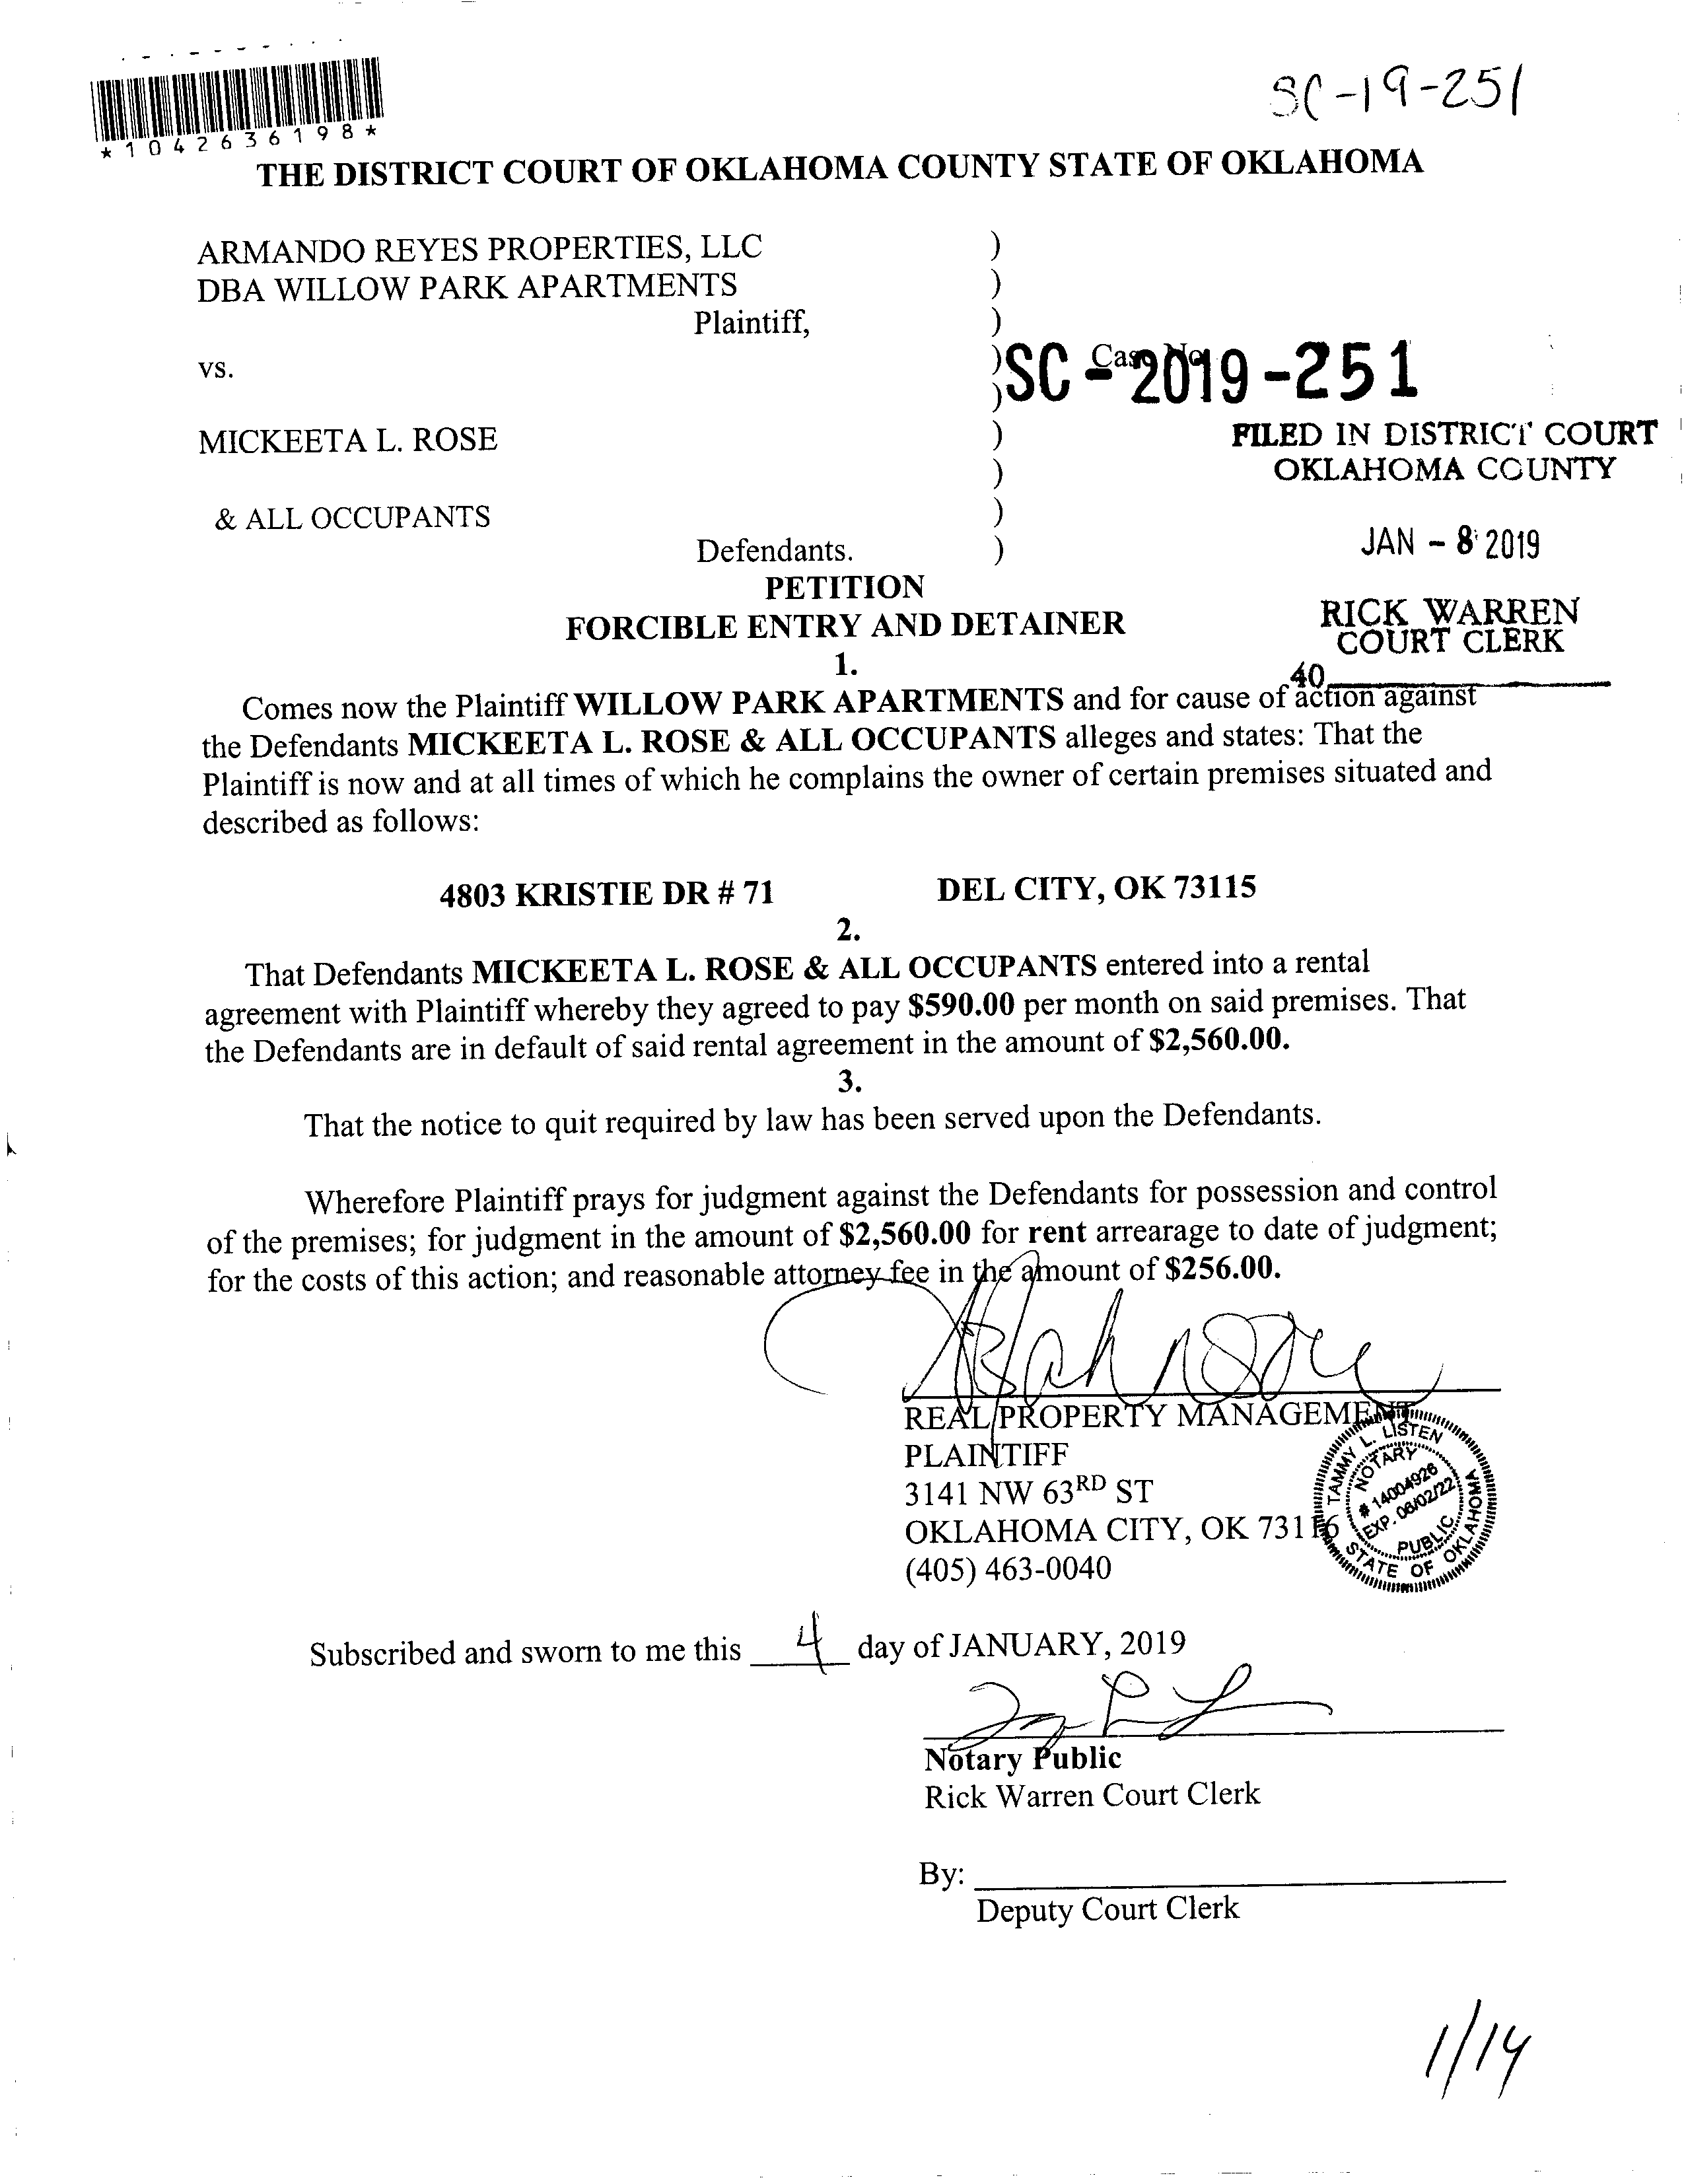 SC-19-251
*1042636198*
THE DISTRICT COURT OF OKLAHOMA COUNTY STATE OF OKLAHOMA
ARMANDO REYES PROPERTIES, LLC )
DBA WILLOW PARK APARTMENTS )
Plaintiff, )
vs. ) Case No.
SC-2019-251
)
MICKEETA L. ROSE )
FILED IN DISTRICT COURT
OKLAHOMA COUNTY
)
& ALL OCCUPANTS )
JAN - 8 2019
Defendants. )
PETITION
FORCIBLE ENTRY AND DETAINER
RICK WARREN
COURT CLERK
40
1.
Comes now the Plaintiff WILLOW PARK APARTMENTS and for cause of action against
the Defendants MICKEETA L. ROSE & ALL OCCUPANTS alleges and states: That the
Plaintiff is now and at all times of which he complains the owner of certain premises situated and
described as follows:
4803 KRISTIE DR # 71 DEL CITY, OK 73115
2.
That Defendants MICKEETA L. ROSE & ALL OCCUPANTS entered into a rental
agreement with Plaintiff whereby they agreed to pay $590.00 per month on said premises. That
the Defendants are in default of said rental agreement in the amount of $2,560.00.
3.
That the notice to quit required by law has been served upon the Defendants.
Wherefore Plaintiff prays for judgment against the Defendants for possession and control
of the premises; for judgment in the amount of $2,560.00 for rent arrearage to date of judgment;
for the costs of this action; and reasonable attorney fee in the amount of $256.00.
REAL PROPERTY MANAGEMENT
PLAINTIFF
3141 NW 63RD ST
OKLAHOMA CITY, OK 73116
(405) 463-0040
TAMMY L. LISTEN
NOTARY
# 14004926
EXP. 06/02/22
PUBLIC
STATE OF OKLAHOMA
Subscribed and sworn to me this 4 day of JANUARY, 2019
Notary Public
Rick Warren Court Clerk
By:
Deputy Court Clerk
1/14